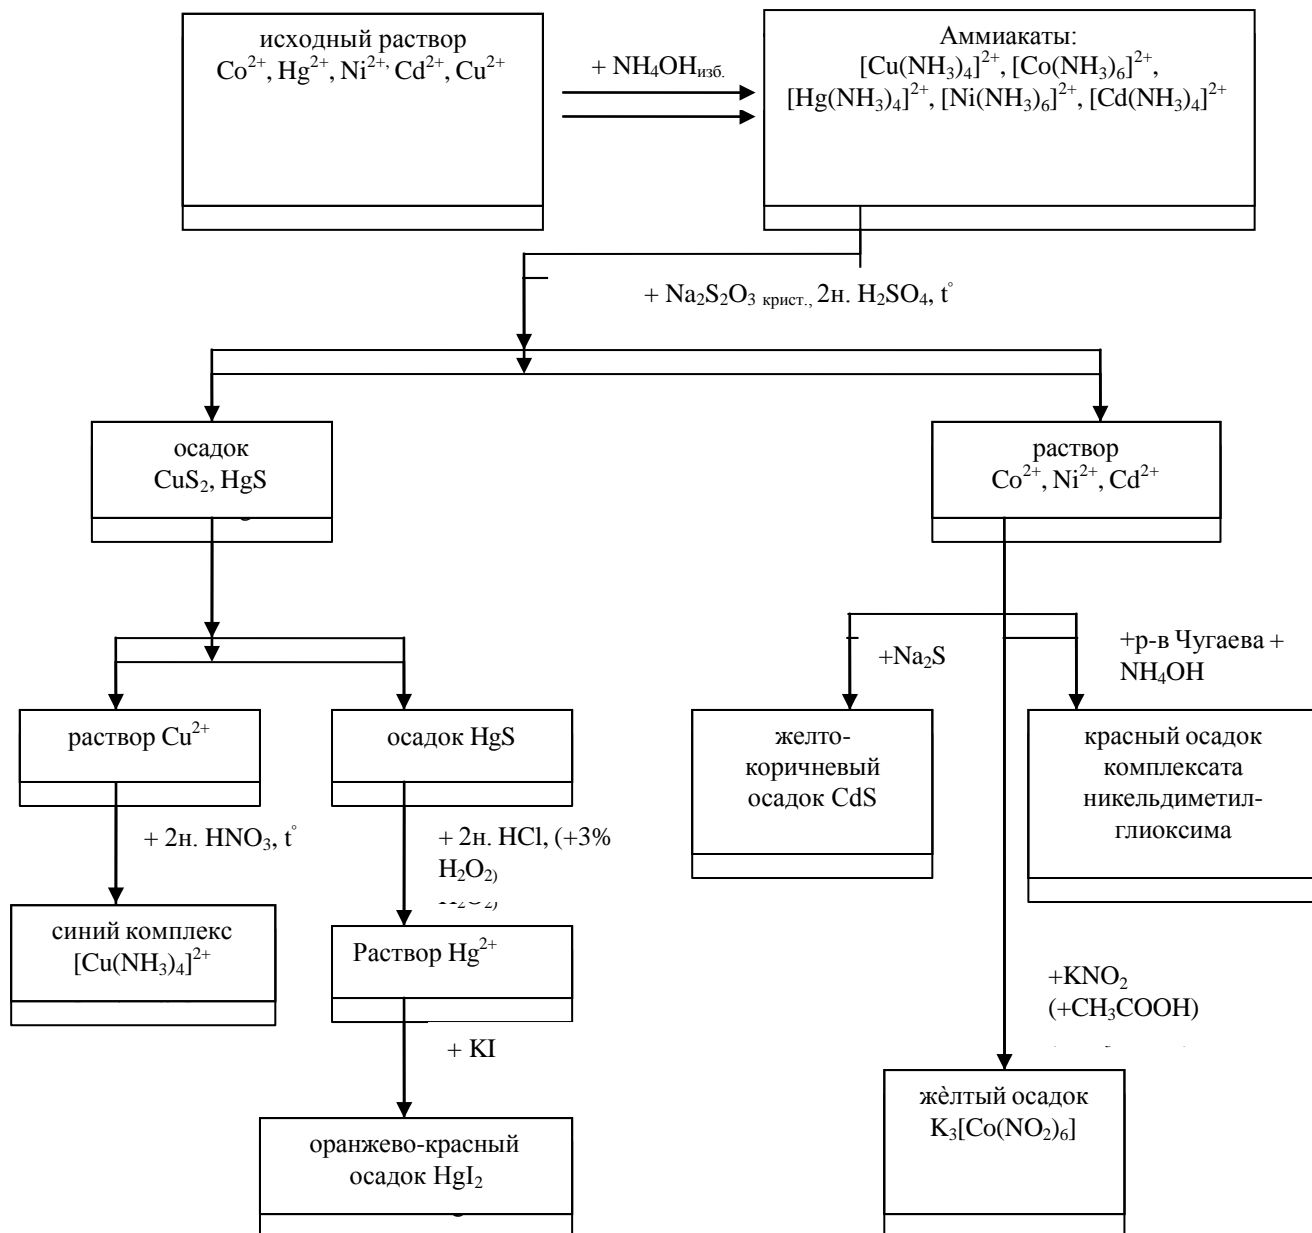 исходный раствор
Co²⁺, Hg²⁺, Ni²⁺, Cd²⁺, Cu²⁺
+ NH₄OHизб.
Аммиакаты:
[Cu(NH₃)₄]²⁺, [Co(NH₃)₆]²⁺,
[Hg(NH₃)₄]²⁺, [Ni(NH₃)₆]²⁺, [Cd(NH₃)₄]²⁺
+ Na₂S₂O₃ крист., 2н. H₂SO₄, t°
осадок
CuS₂, HgS
раствор
Co²⁺, Ni²⁺, Cd²⁺
+Na₂S
+р-в Чугаева +
NH₄OH
раствор Cu²⁺
осадок HgS
желто-
коричневый
осадок CdS
красный осадок
комплексата
никельдиметил-
глиоксима
+ 2н. HNO₃, t°
+ 2н. HCl, (+3%
H₂O₂)
синий комплекс
[Cu(NH₃)₄]²⁺
Раствор Hg²⁺
+KNO₂
(+CH₃COOH)
+ KI
жѐлтый осадок
K₃[Co(NO₂)₆]
оранжево-красный
осадок HgI₂